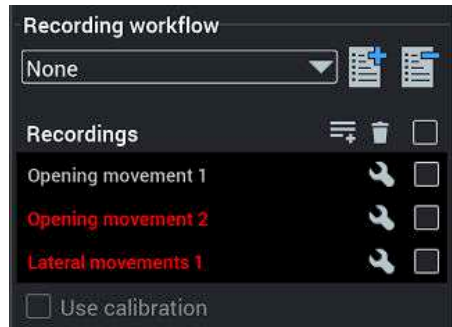 Recording workflow
None
Recordings
Opening movement 1
Opening movement 2
Lateral movements 1
Use calibration